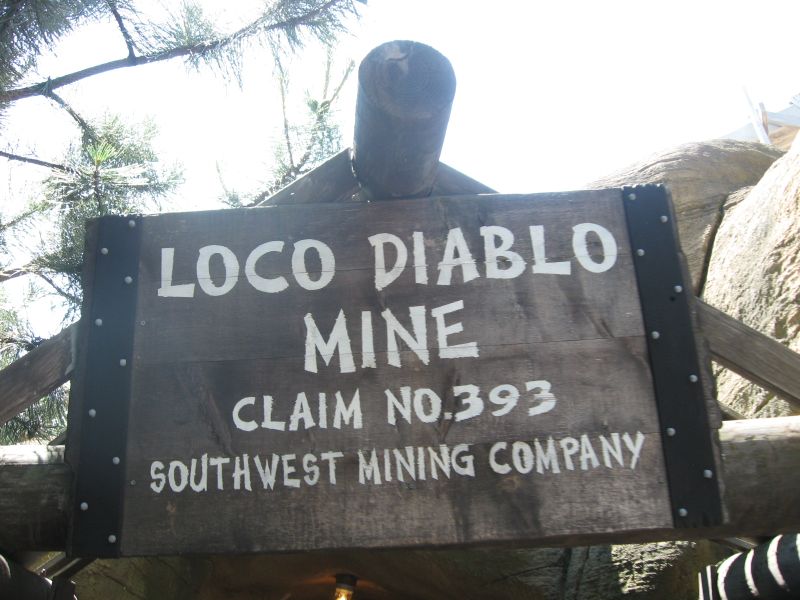 LOCO DIABLO
MINE
CLAIM NO.393
SOUTHWEST MINING COMPANY